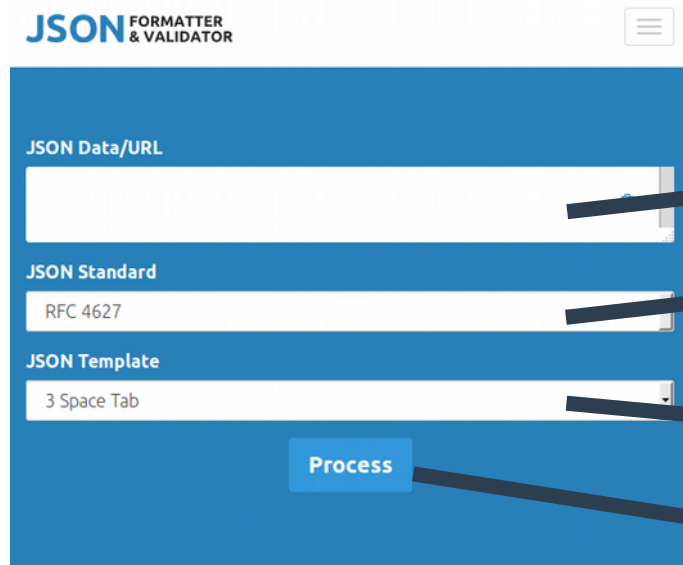 JSON FORMATTER
& VALIDATOR
JSON Data/URL
JSON Standard
RFC 4627
JSON Template
3 Space Tab
Process